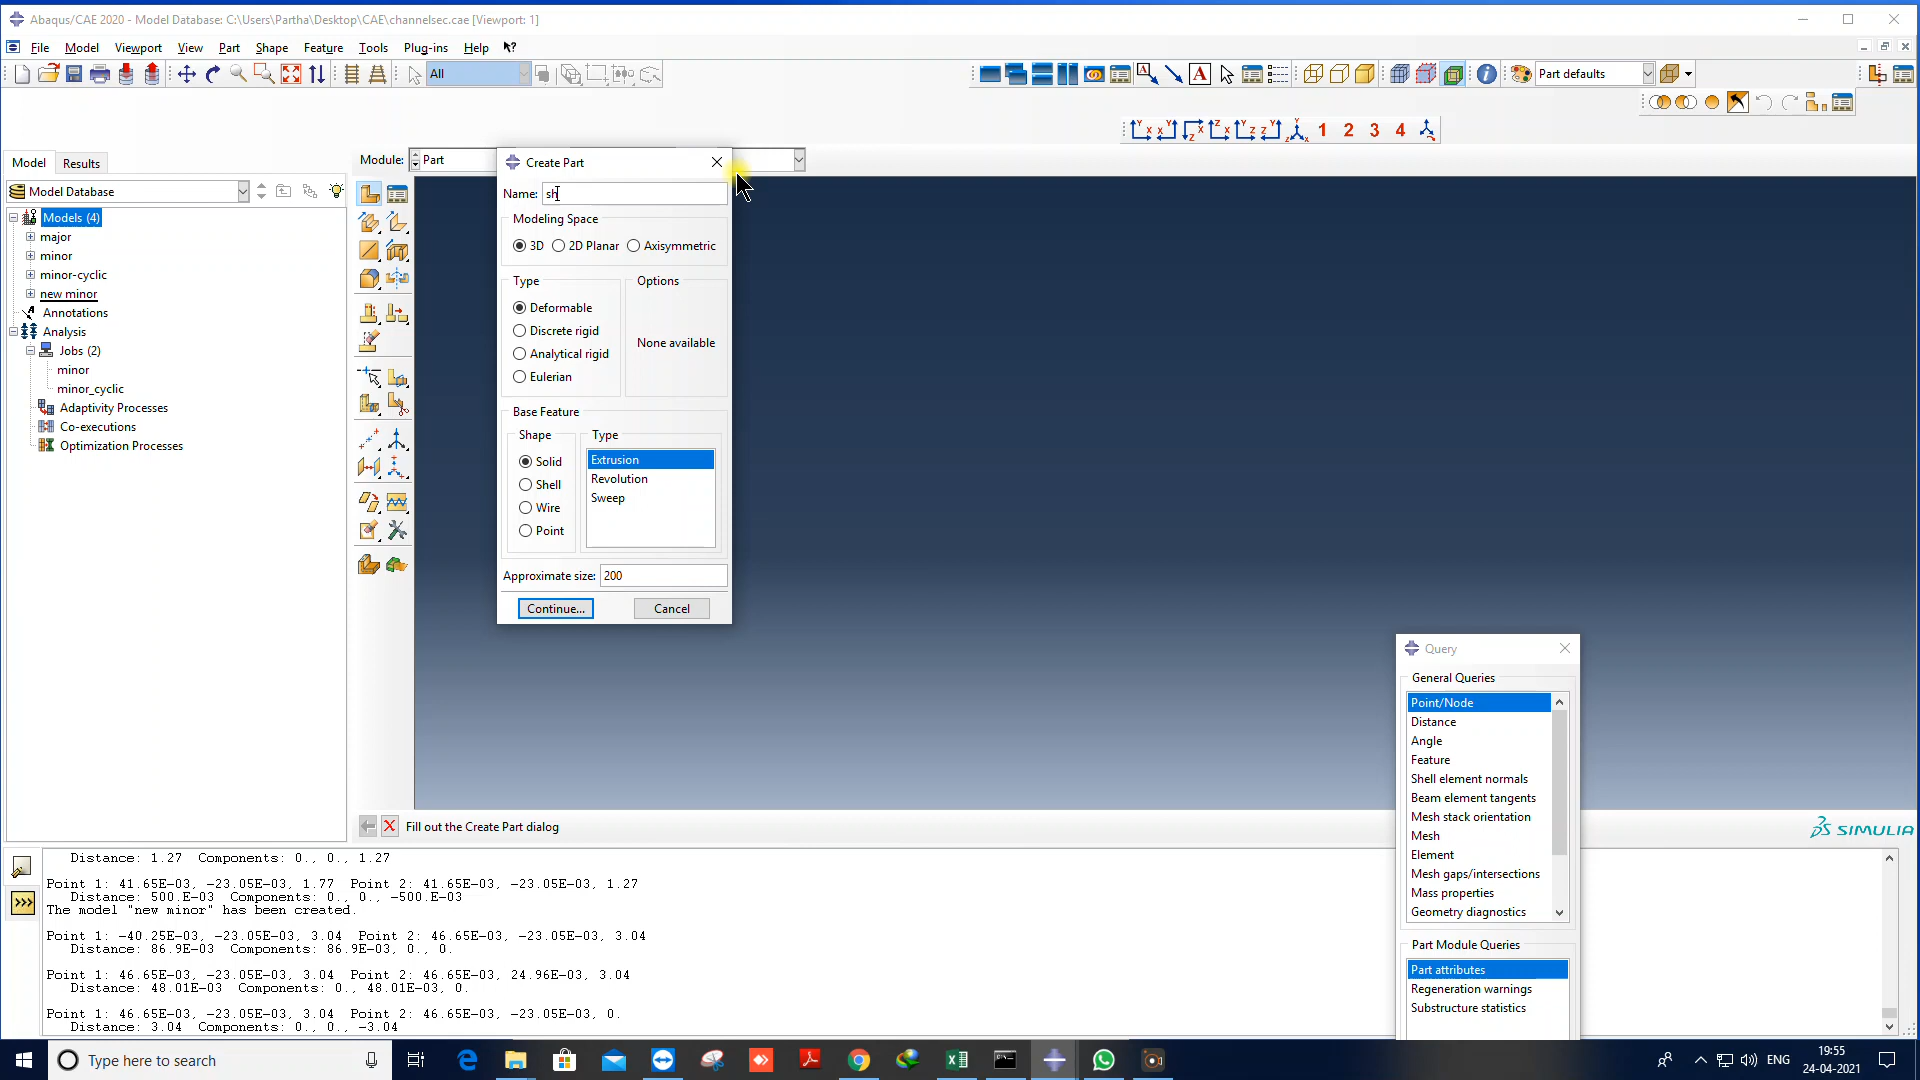 Abaqus/CAE 2020 - Model Database: C:\Users\Partha\Desktop\CAE\channelsec.cae [Viewport: 1]
File Model Viewport View Part Shape Feature Tools Plug-ins Help
All
Part defaults
1 2 3 4
Model Results
Module: Part
Model Database
Models (4)
major
minor
minor-cyclic
new minor
Annotations
Analysis
Jobs (2)
minor
minor_cyclic
Adaptivity Processes
Co-executions
Optimization Processes
Create Part
Name: sh
Modeling Space
3D 2D Planar Axisymmetric
Type
Options
Deformable
Discrete rigid
Analytical rigid
Eulerian
None available
Base Feature
Shape
Type
Solid
Shell
Wire
Point
Extrusion
Revolution
Sweep
Approximate size: 200
Continue... Cancel
Query
General Queries
Point/Node
Distance
Angle
Feature
Shell element normals
Beam element tangents
Mesh stack orientation
Mesh
Element
Mesh gaps/intersections
Mass properties
Geometry diagnostics
Part Module Queries
Part attributes
Regeneration warnings
Substructure statistics
Fill out the Create Part dialog
SIMULIA
Distance: 1.27 Components: 0., 0., 1.27
Point 1: 41.65E-03, -23.05E-03, 1.77 Point 2: 41.65E-03, -23.05E-03, 1.27
Distance: 500.E-03 Components: 0., 0., -500.E-03
The model "new minor" has been created.
Point 1: -40.25E-03, -23.05E-03, 3.04 Point 2: 46.65E-03, -23.05E-03, 3.04
Distance: 86.9E-03 Components: 86.9E-03, 0., 0.
Point 1: 46.65E-03, -23.05E-03, 3.04 Point 2: 46.65E-03, 24.96E-03, 3.04
Distance: 48.01E-03 Components: 0., 48.01E-03, 0.
Point 1: 46.65E-03, -23.05E-03, 3.04 Point 2: 46.65E-03, -23.05E-03, 0.
Distance: 3.04 Components: 0., 0., -3.04
Type here to search
ENG
19:55
24-04-2021